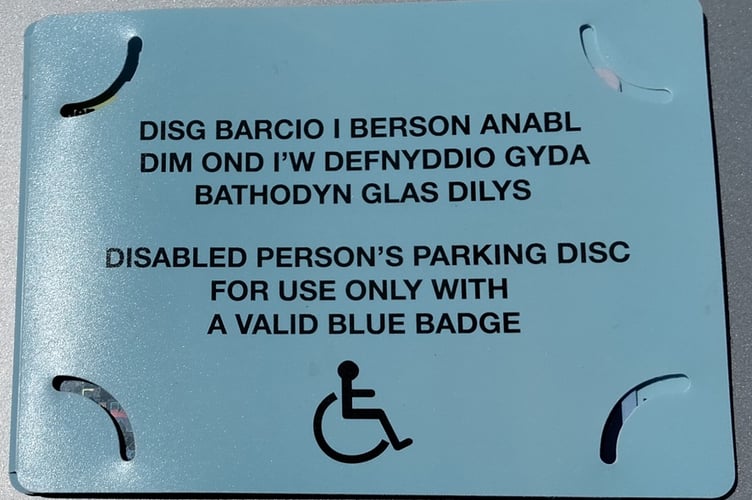 DISG BARCIO I BERSON ANABL
DIM OND I'W DEFNYDDIO GYDA
BATHODYN GLAS DILYS
DISABLED PERSON'S PARKING DISC
FOR USE ONLY WITH
A VALID BLUE BADGE